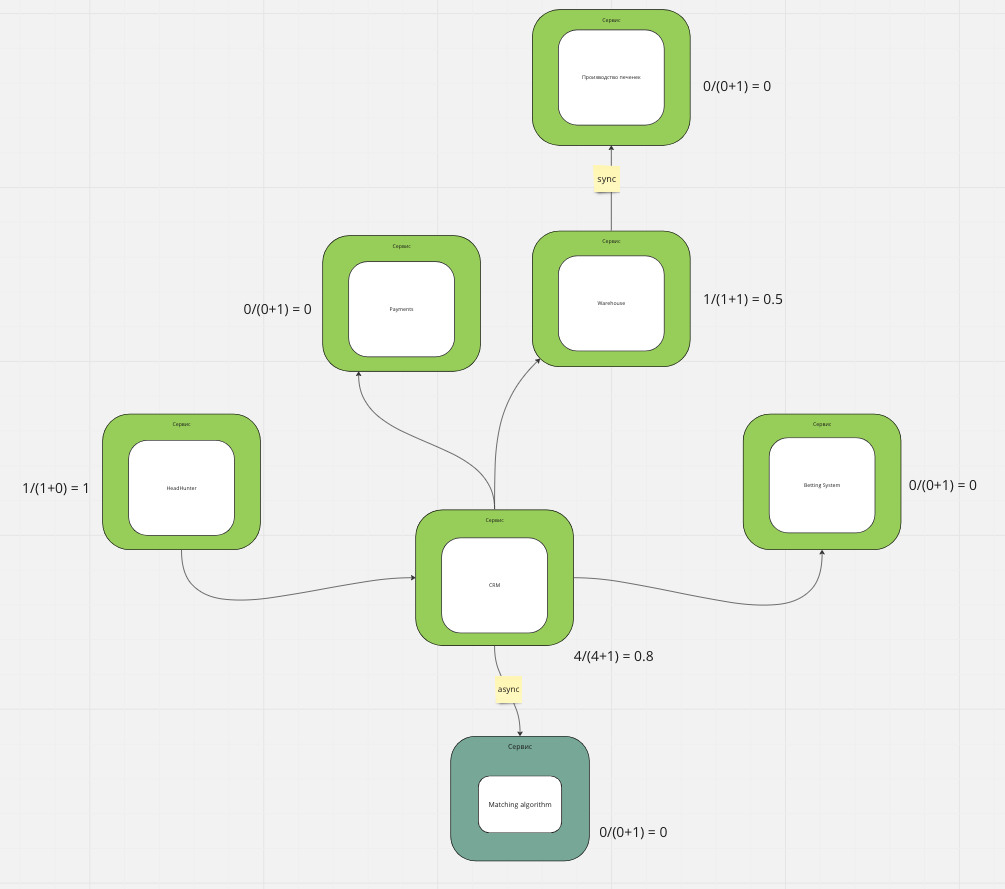 Сервис
Производство печенек
0/(0+1) = 0
sync
Сервис
Payments
0/(0+1) = 0
Сервис
Warehouse
1/(1+1) = 0.5
Сервис
HeadHunter
1/(1+0) = 1
Сервис
Betting System
0/(0+1) = 0
Сервис
CRM
4/(4+1) = 0.8
async
Сервис
Matching algorithm
0/(0+1) = 0